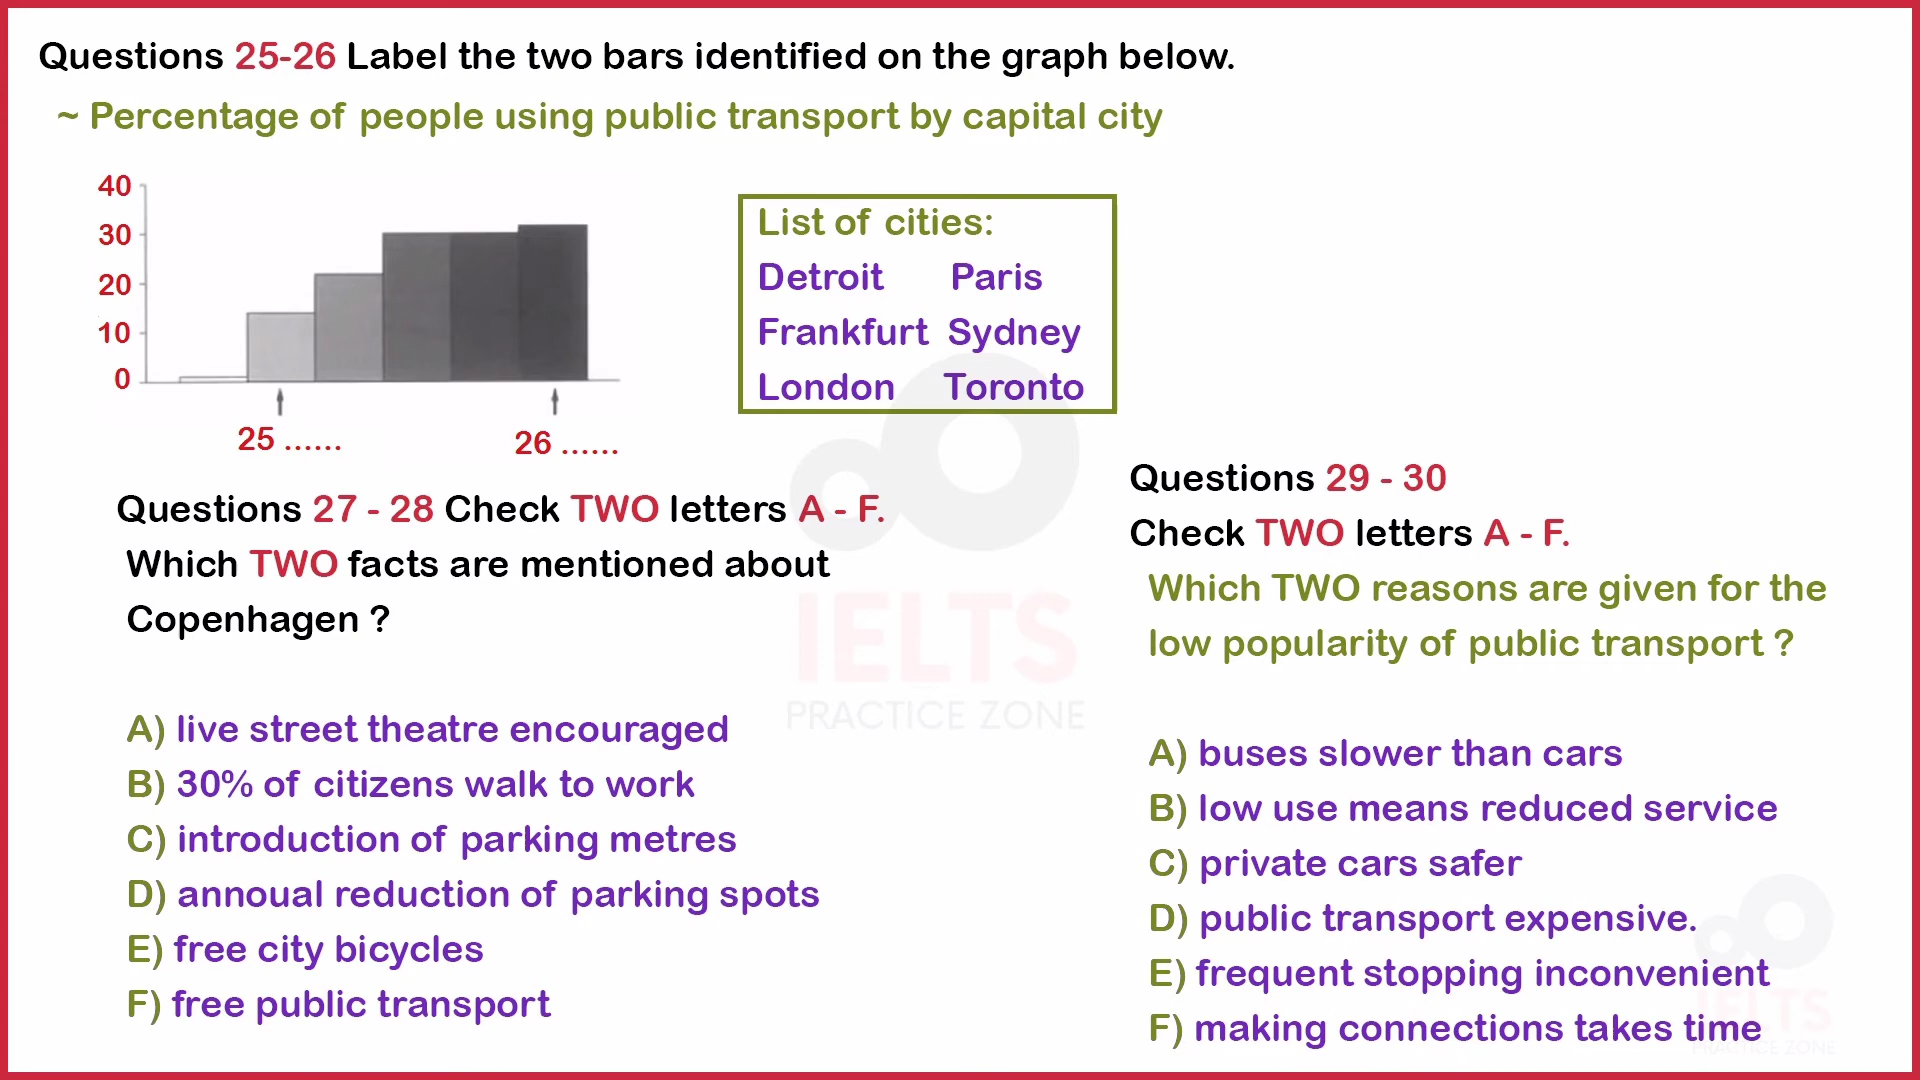 Questions 25-26 Label the two bars identified on the graph below.
~ Percentage of people using public transport by capital city
40
30
20
10
0
25 ......
26 ......
List of cities:
Detroit Paris
Frankfurt Sydney
London Toronto
Questions 27 - 28 Check TWO letters A - F.
Which TWO facts are mentioned about
Copenhagen ?
A) live street theatre encouraged
B) 30% of citizens walk to work
C) introduction of parking metres
D) annoual reduction of parking spots
E) free city bicycles
F) free public transport
Questions 29 - 30
Check TWO letters A - F.
Which TWO reasons are given for the
low popularity of public transport ?
A) buses slower than cars
B) low use means reduced service
C) private cars safer
D) public transport expensive.
E) frequent stopping inconvenient
F) making connections takes time
IELTS
PRACTICE ZONE
IELTS
PRACTICE ZONE